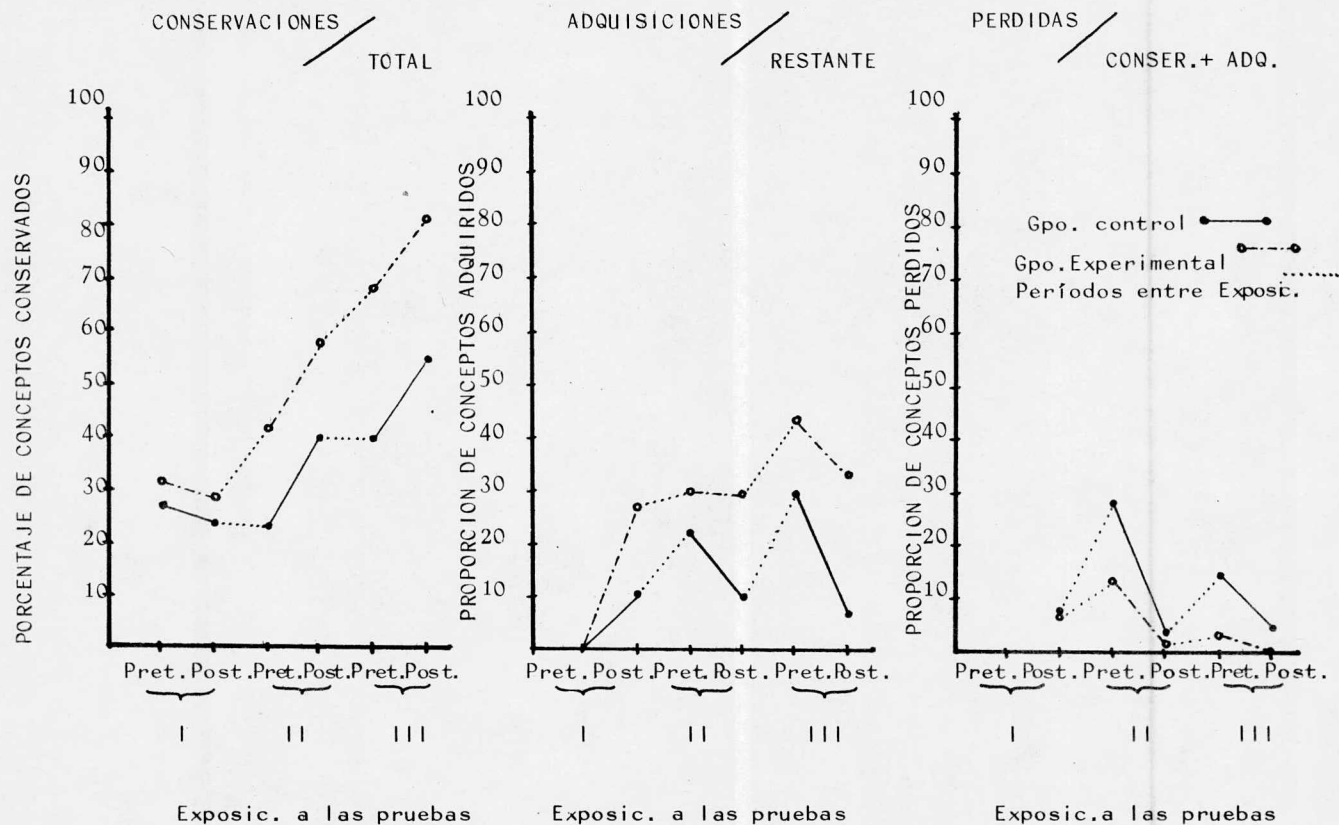 CONSERVACIONES
TOTAL
PORCENTAJE DE CONCEPTOS CONSERVADOS
100
90
80
70
60
50
40
30
20
10
Pret. Post. Pret. Post. Pret. Post.
I II III
Exposic. a las pruebas
ADQUISICIONES
RESTANTE
PROPORCION DE CONCEPTOS ADQUIRIDOS
100
90
80
70
60
50
40
30
20
10
Pret. Post. Pret. Post. Pret. Post.
I II III
Exposic. a las pruebas
PERDIDAS
CONSER.+ ADQ.
PROPORCION DE CONCEPTOS PERDIDOS
100
90
80
70
60
50
40
30
20
10
Gpo. control
Gpo.Experimental
Períodos entre Exposic.
Pret. Post. Pret. Post. Pret. Post.
I II III
Exposic.a las pruebas